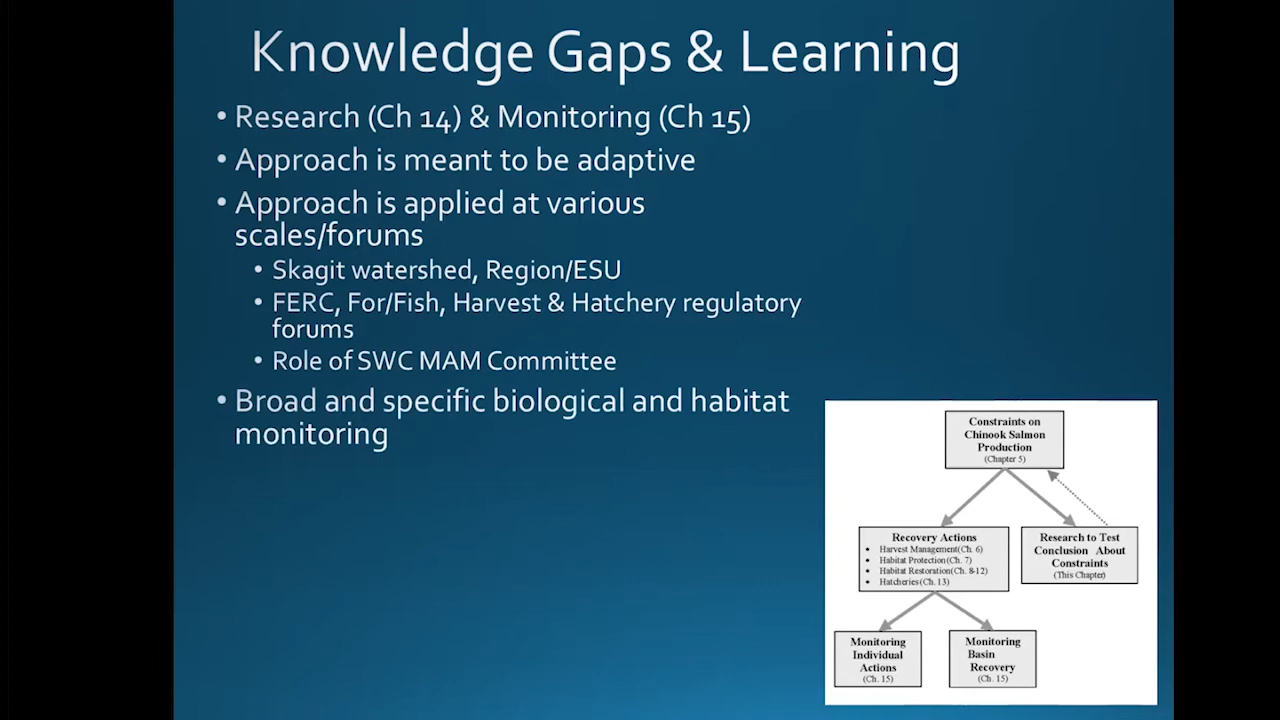 Knowledge Gaps & Learning
• Research (Ch 14) & Monitoring (Ch 15)
• Approach is meant to be adaptive
• Approach is applied at various
scales/forums
• Skagit watershed, Region/ESU
• FERC, For/Fish, Harvest & Hatchery regulatory
forums
• Role of SWC MAM Committee
• Broad and specific biological and habitat
monitoring
Constraints on
Chinook Salmon
Production
(Chapter 5)
Recovery Actions
• Harvest Management(Ch. 6)
• Habitat Protection(Ch. 7)
• Habitat Restoration(Ch. 8-12)
• Hatcheries(Ch. 13)
Research to Test
Conclusion About
Constraints
(This Chapter)
Monitoring
Individual
Actions
(Ch. 15)
Monitoring
Basin
Recovery
(Ch. 15)